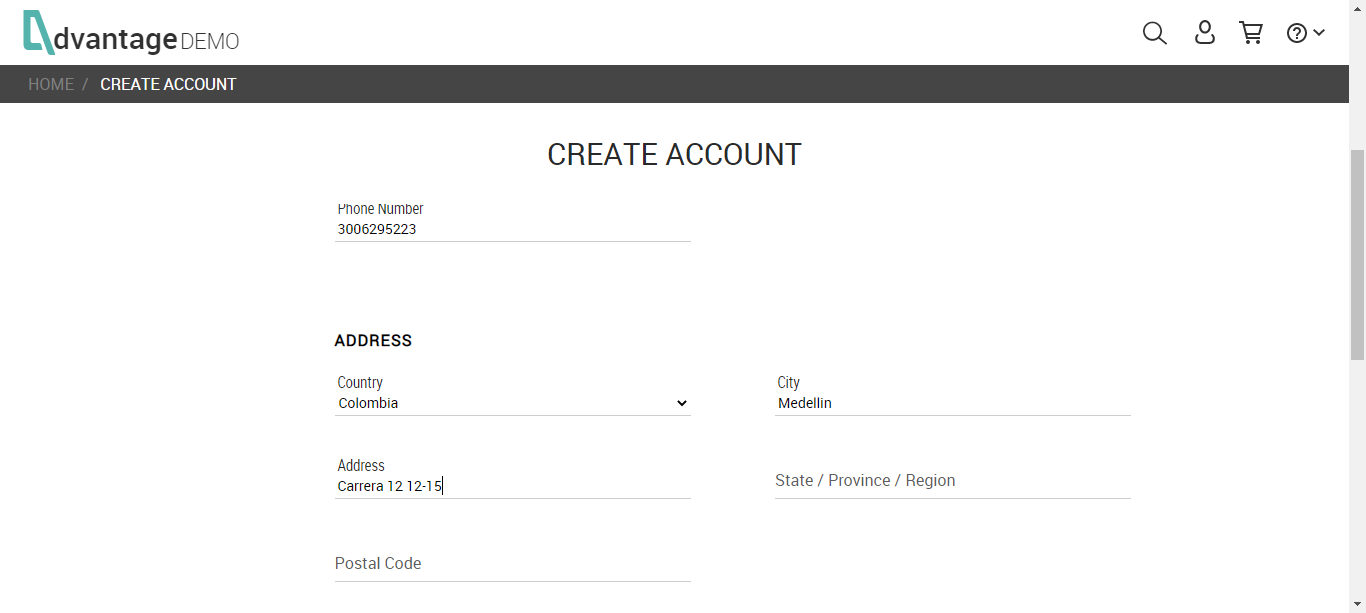 dvantage DEMO
HOME / CREATE ACCOUNT
CREATE ACCOUNT
Phone Number
3006295223
ADDRESS
Country
Colombia
City
Medellin
Address
Carrera 12 12-15
State / Province / Region
Postal Code